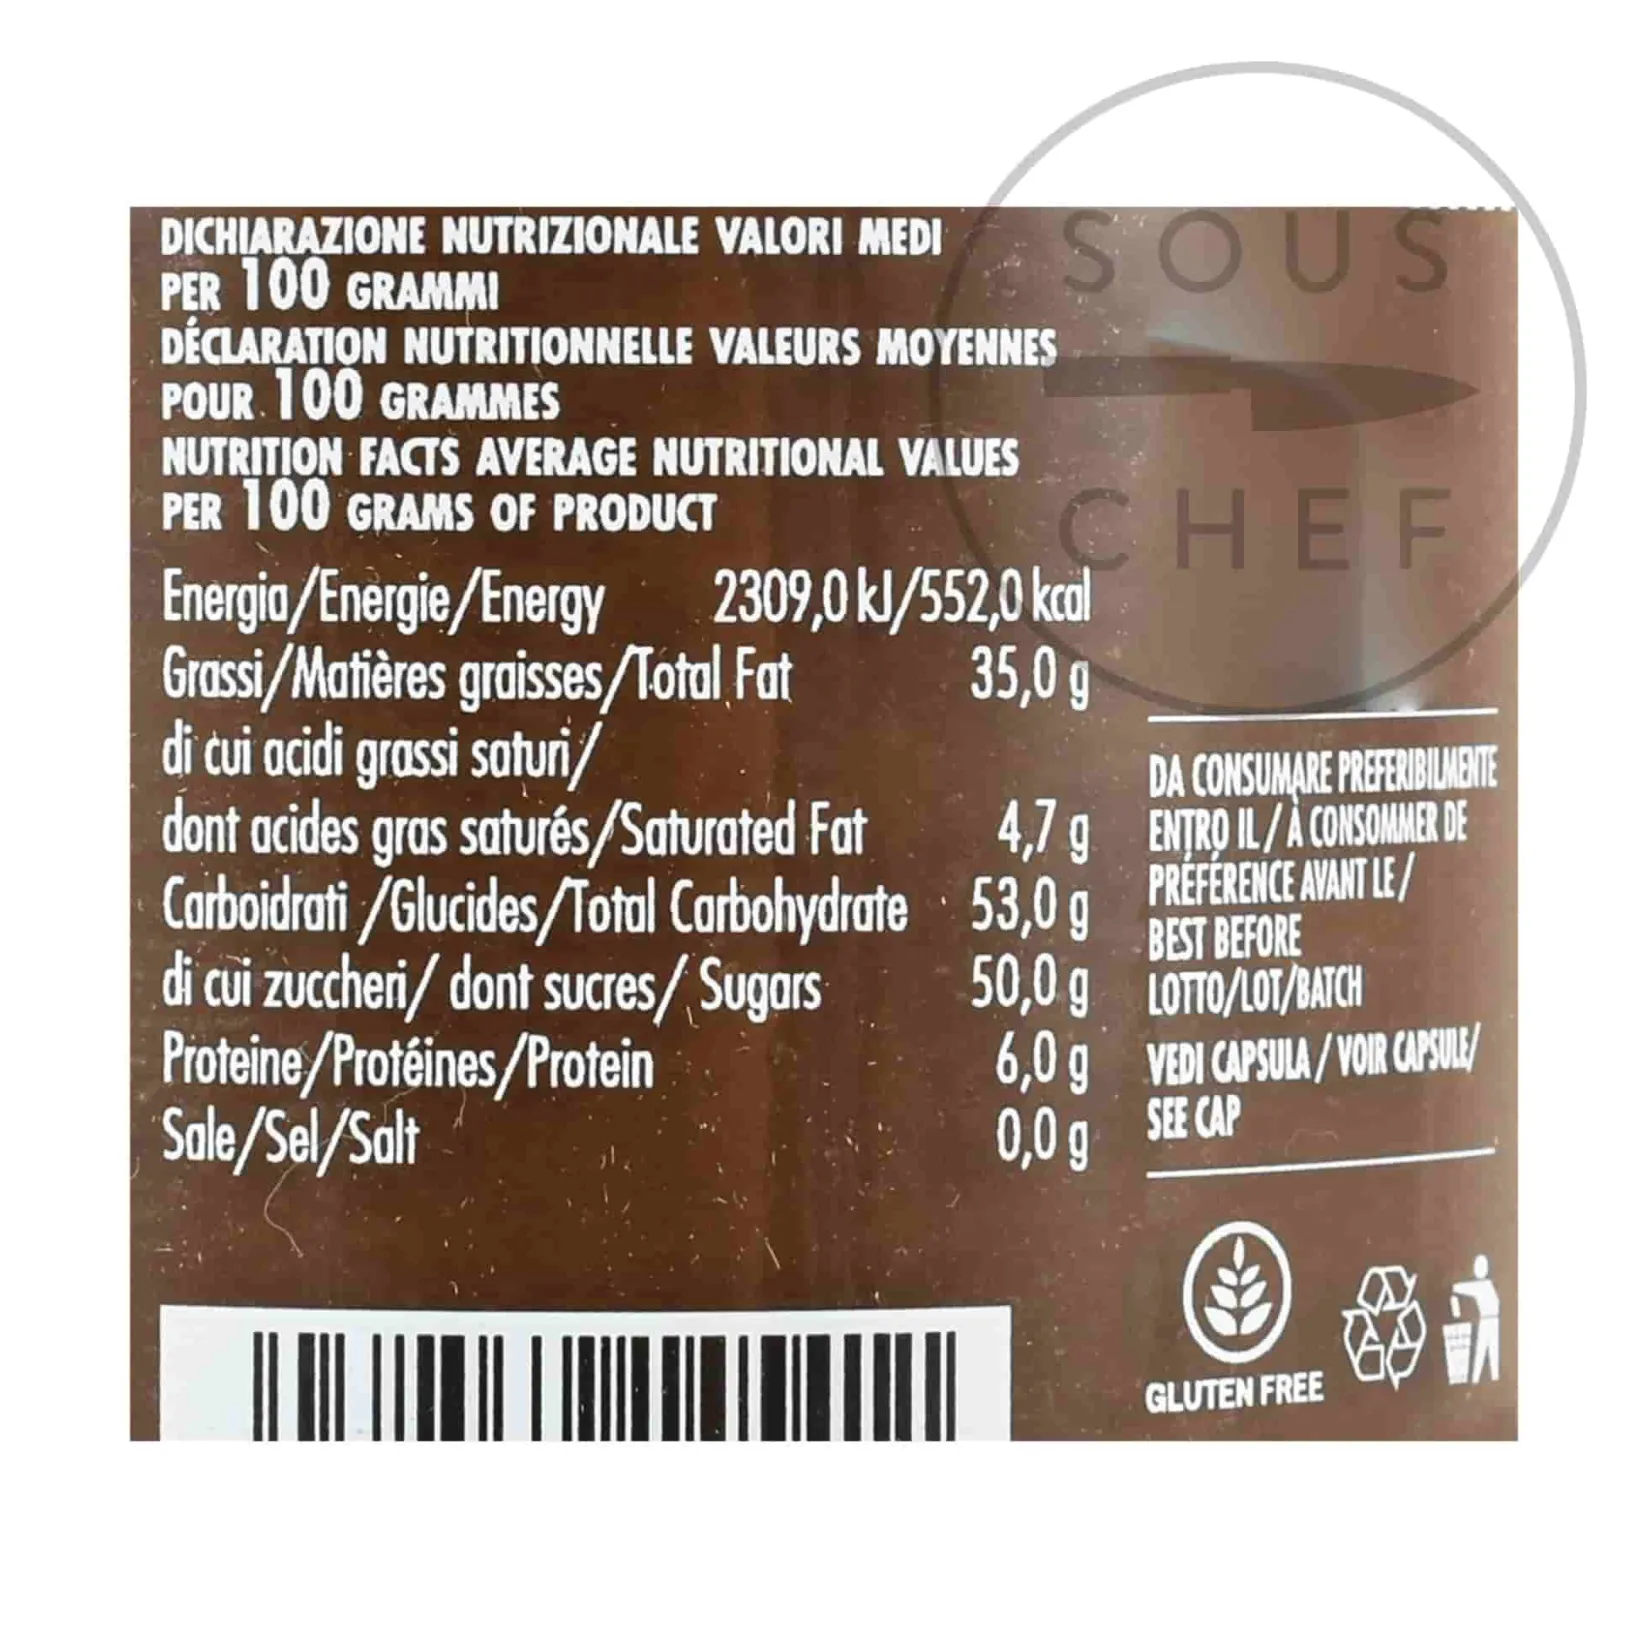 SOUS
CHEF
DICHIARAZIONE NUTRIZIONALE VALORI MEDI
PER 100 GRAMMI
DÉCLARATION NUTRITIONNELLE VALEURS MOYENNES
POUR 100 GRAMMES
NUTRITION FACTS AVERAGE NUTRITIONAL VALUES
PER 100 GRAMS OF PRODUCT
Energia/Energie/Energy 2309,0 kJ/552,0 kcal
Grassi/Matières graisses/Total Fat 35,0 g
di cui acidi grassi saturi/
dont acides gras saturés/Saturated Fat 4,7 g
Carboidrati /Glucides/Total Carbohydrate 53,0 g
di cui zuccheri/ dont sucres/ Sugars 50,0 g
Proteine/Protéines/Protein 6,0 g
Sale/Sel/Salt 0,0 g
DA CONSUMARE PREFERIBILMENTE
ENTRO IL/À CONSOMMER DE
PRÉFÉRENCE AVANT LE/
BEST BEFORE
LOTTO/LOT/BATCH
VEDI CAPSULA / VOIR CAPSULE/
SEE CAP
GLUTEN FREE